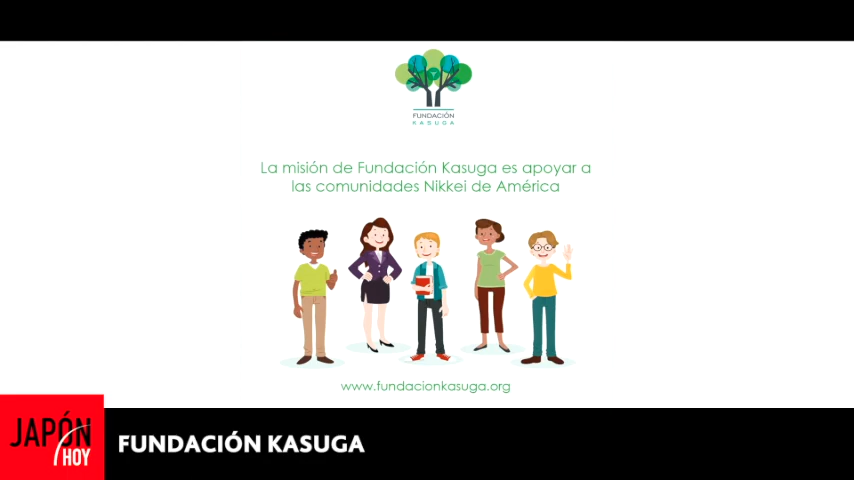 FUNDACIÓN
KASUGA
La misión de Fundación Kasuga es apoyar a
las comunidades Nikkei de América
www.fundacionkasuga.org
JAPÓN
HOY
FUNDACIÓN KASUGA